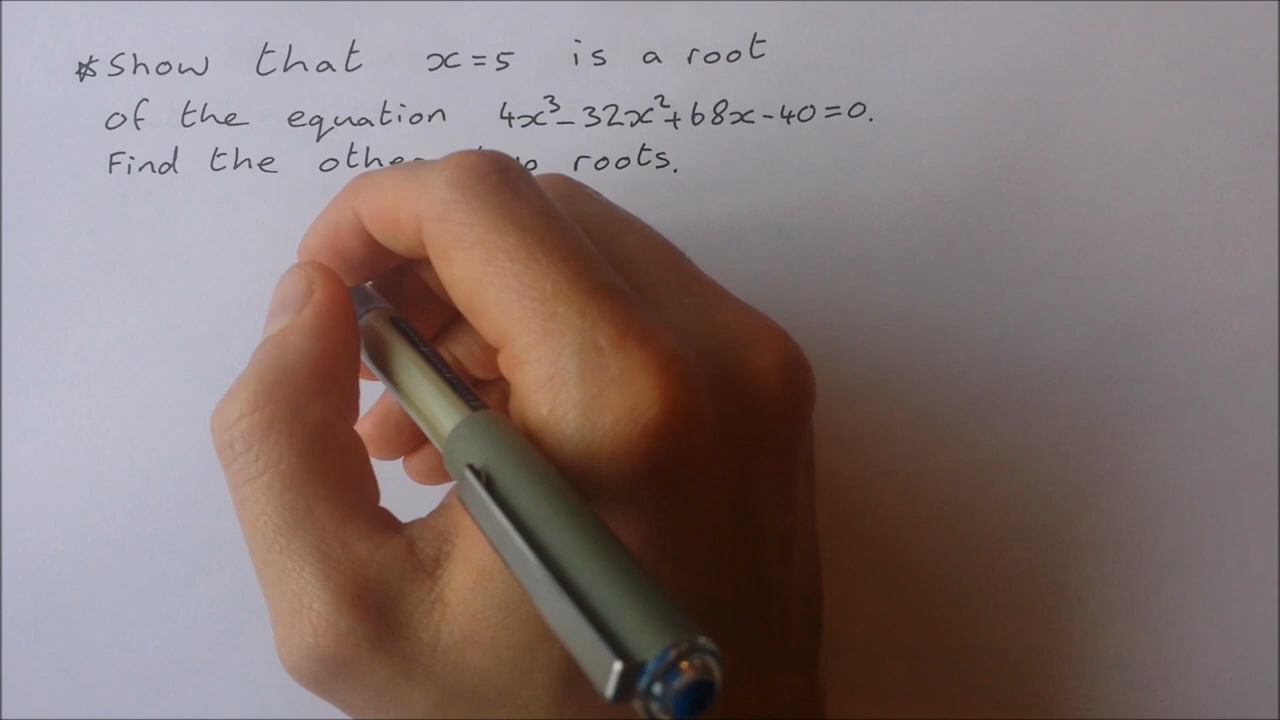 *Show that x=5 is a root
of the equation 4x³-32x²+68x-40=0.
Find the roots.